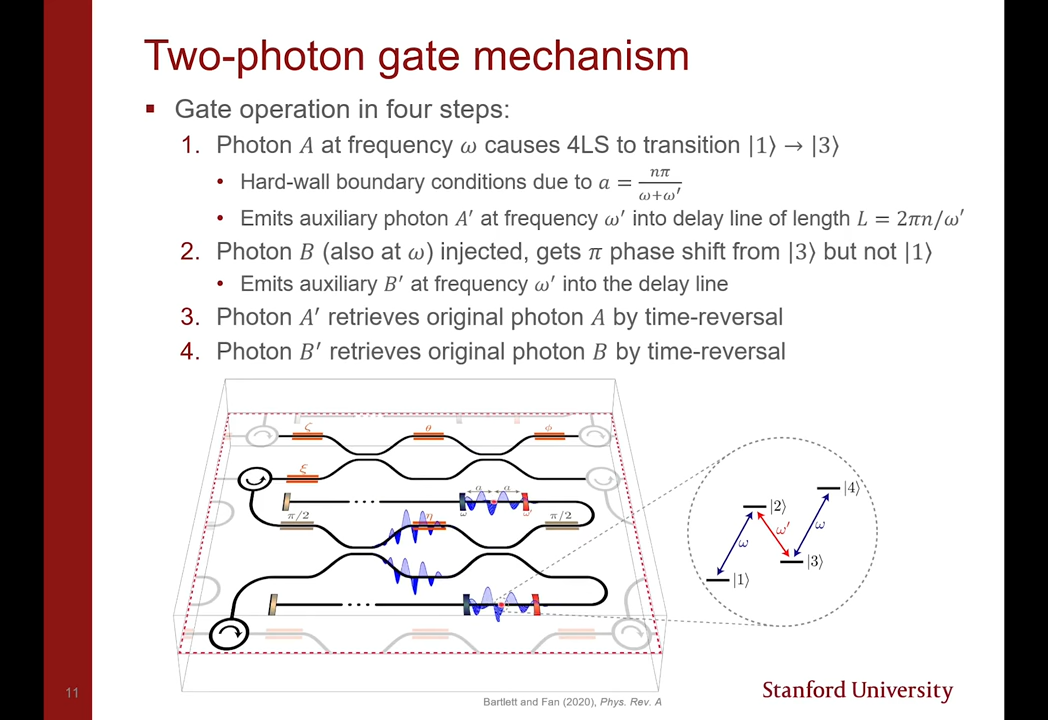 Two-photon gate mechanism
▪ Gate operation in four steps:
1. Photon A at frequency ω causes 4LS to transition |1⟩ → |3⟩
• Hard-wall boundary conditions due to a = nπ/(ω+ω′)
• Emits auxiliary photon A′ at frequency ω′ into delay line of length L = 2πn/ω′
2. Photon B (also at ω) injected, gets π phase shift from |3⟩ but not |1⟩
• Emits auxiliary B′ at frequency ω′ into the delay line
3. Photon A′ retrieves original photon A by time-reversal
4. Photon B′ retrieves original photon B by time-reversal
ζ θ ϕ
ξ
a a
ω ω′
π/2 η π/2
|4⟩
|2⟩
ω ω′ ω
|3⟩
|1⟩
11
Stanford University
Bartlett and Fan (2020), Phys. Rev. A